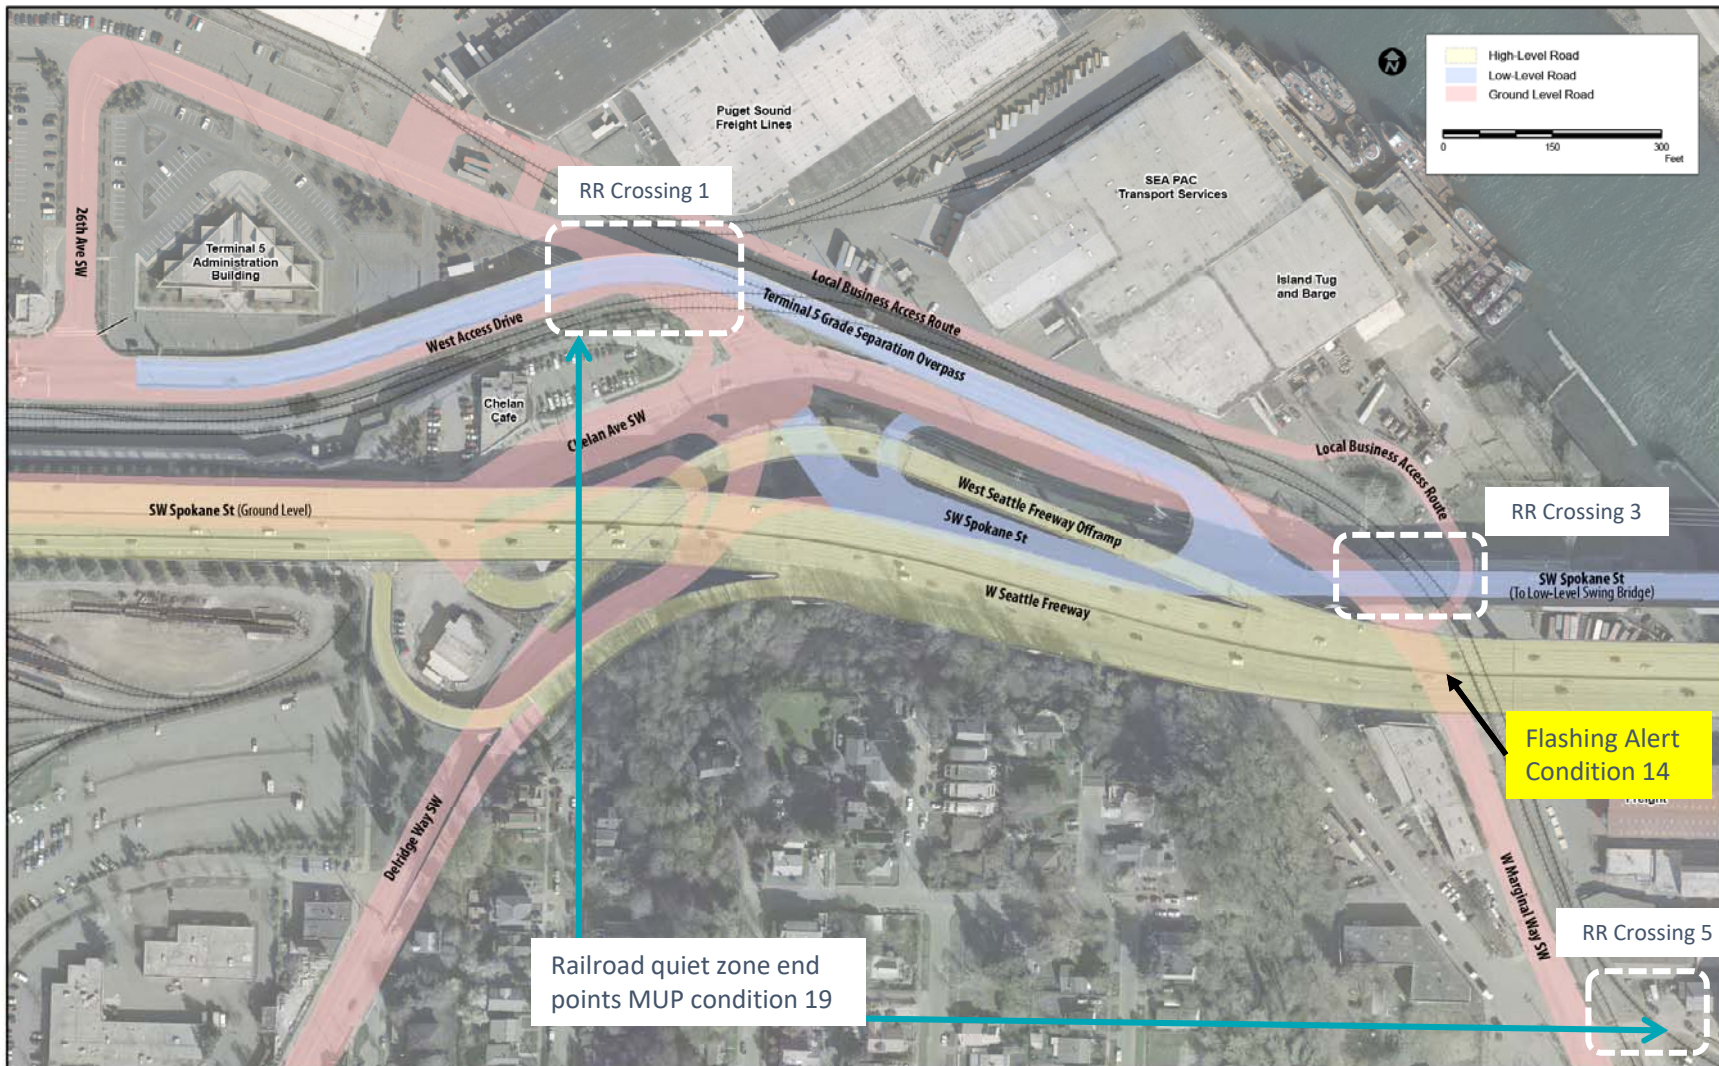 High-Level Road
Low-Level Road
Ground Level Road
0
150
300
Feet
N
Puget Sound
Freight Lines
RR Crossing 1
SEA PAC
Transport Services
26th Ave SW
Terminal 5
Administration
Building
Island Tug
and Barge
Local Business Access Route
Terminal 5 Grade Separation Overpass
West Access Drive
Chelan
Cafe
Chelan Ave SW
Local Business Access Route
West Seattle Freeway Offramp
SW Spokane St (Ground Level)
SW Spokane St
RR Crossing 3
SW Spokane St
(To Low-Level Swing Bridge)
W Seattle Freeway
Flashing Alert
Condition 14
Freight
Delridge Way SW
W Marginal Way SW
RR Crossing 5
Railroad quiet zone end
points MUP condition 19